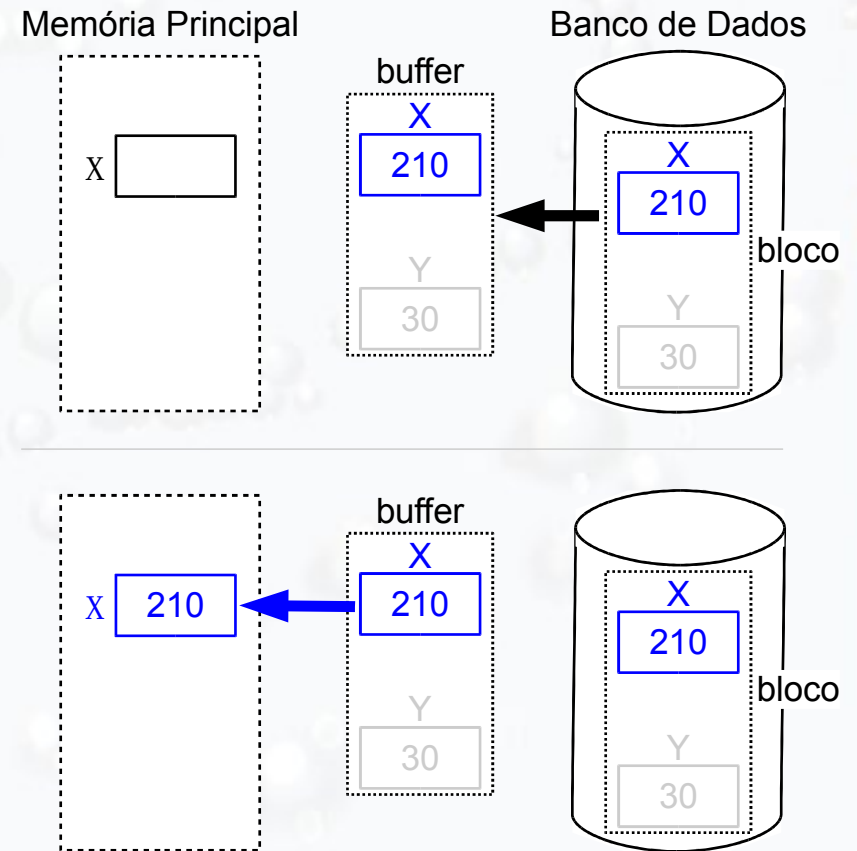 Memória Principal
Banco de Dados
buffer
X
X
210
X
210
bloco
Y
30
Y
30
buffer
X
X
210
210
X
210
bloco
Y
30
Y
30